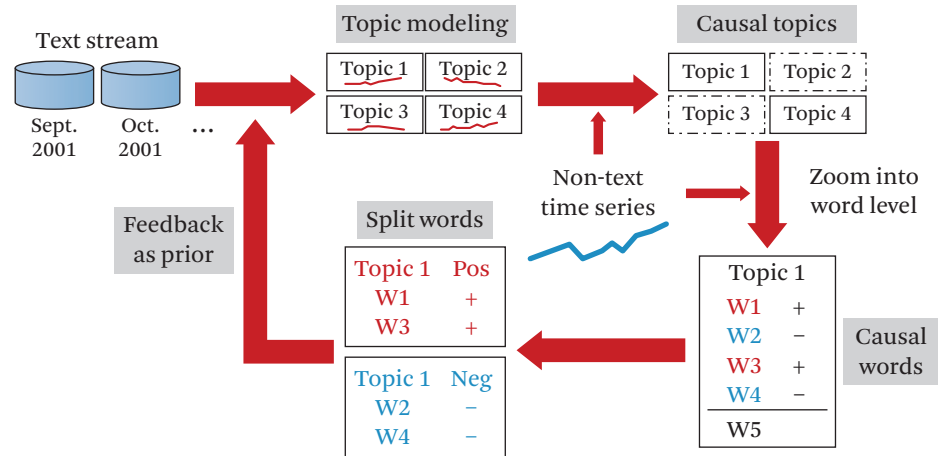 Text stream
Sept.
2001
Oct.
2001
...
Topic modeling
Topic 1
Topic 2
Topic 3
Topic 4
Causal topics
Topic 1
Topic 2
Topic 3
Topic 4
Non-text
time series
Zoom into
word level
Topic 1
W1 +
W2 –
W3 +
W4 –
W5
Causal
words
Split words
Topic 1 Pos
W1 +
W3 +
Topic 1 Neg
W2 –
W4 –
Feedback
as prior